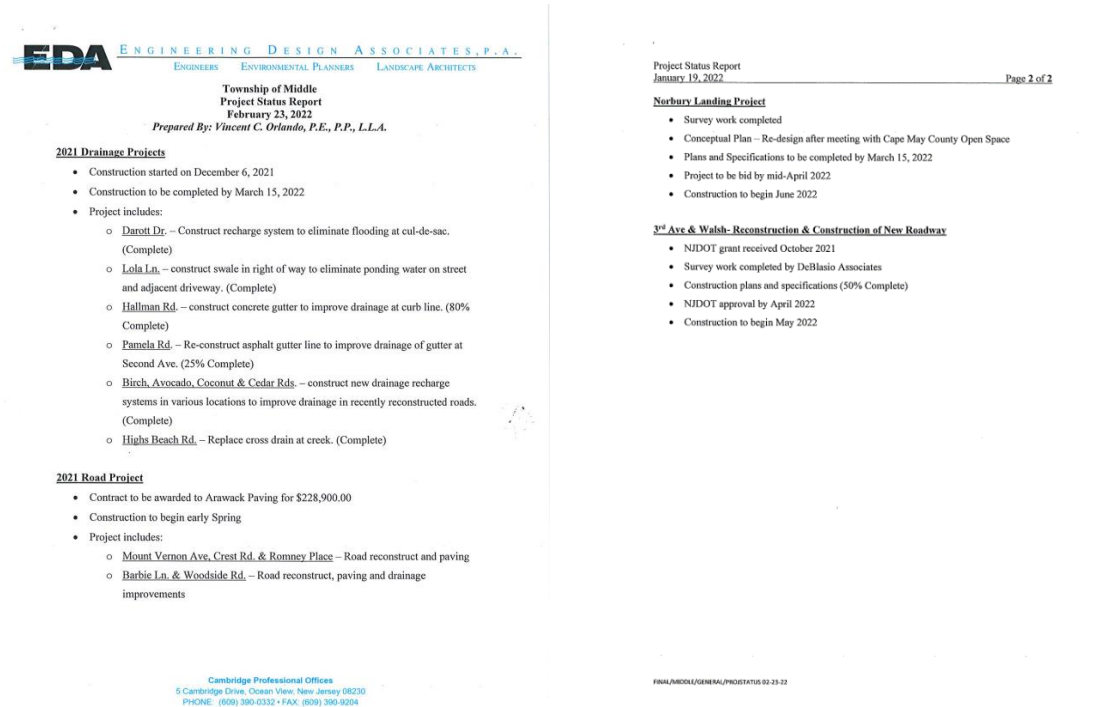 EDA ENGINEERING DESIGN ASSOCIATES, P.A.
ENGINEERS ENVIRONMENTAL PLANNERS LANDSCAPE ARCHITECTS
Township of Middle
Project Status Report
February 23, 2022
Prepared By: Vincent C. Orlando, P.E., P.P., L.L.A.
2021 Drainage Projects
• Construction started on December 6, 2021
• Construction to be completed by March 15, 2022
• Project includes:
o Darott Dr. – Construct recharge system to eliminate flooding at cul-de-sac.
(Complete)
o Lola Ln. – construct swale in right of way to eliminate ponding water on street
and adjacent driveway. (Complete)
o Hallman Rd. – construct concrete gutter to improve drainage at curb line. (80%
Complete)
o Pamela Rd. – Re-construct asphalt gutter line to improve drainage of gutter at
Second Ave. (25% Complete)
o Birch, Avocado, Coconut & Cedar Rds. – construct new drainage recharge
systems in various locations to improve drainage in recently reconstructed roads.
(Complete)
o Highs Beach Rd. – Replace cross drain at creek. (Complete)
2021 Road Project
• Contract to be awarded to Arawack Paving for $228,900.00
• Construction to begin early Spring
• Project includes:
o Mount Vernon Ave, Crest Rd. & Romney Place – Road reconstruct and paving
o Barbie Ln. & Woodside Rd. – Road reconstruct, paving and drainage
improvements
Cambridge Professional Offices
5 Cambridge Drive, Ocean View, New Jersey 08230
PHONE: (609) 390-0332 • FAX: (609) 390-9204
Project Status Report
January 19, 2022 Page 2 of 2
Norbury Landing Project
• Survey work completed
• Conceptual Plan – Re-design after meeting with Cape May County Open Space
• Plans and Specifications to be completed by March 15, 2022
• Project to be bid by mid-April 2022
• Construction to begin June 2022
3rd Ave & Walsh- Reconstruction & Construction of New Roadway
• NJDOT grant received October 2021
• Survey work completed by DeBlasio Associates
• Construction plans and specifications (50% Complete)
• NJDOT approval by April 2022
• Construction to begin May 2022
FINAL/MIDDLE/GENERAL/PROJSTATUS 02-23-22